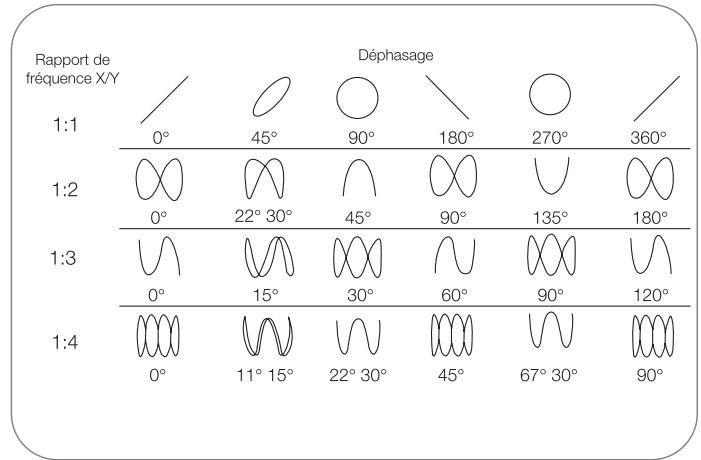 Déphasage
Rapport de
fréquence X/Y
1:1
0° 45° 90° 180° 270° 360°
1:2
0° 22° 30° 45° 90° 135° 180°
1:3
0° 15° 30° 60° 90° 120°
1:4
0° 11° 15° 22° 30° 45° 67° 30° 90°